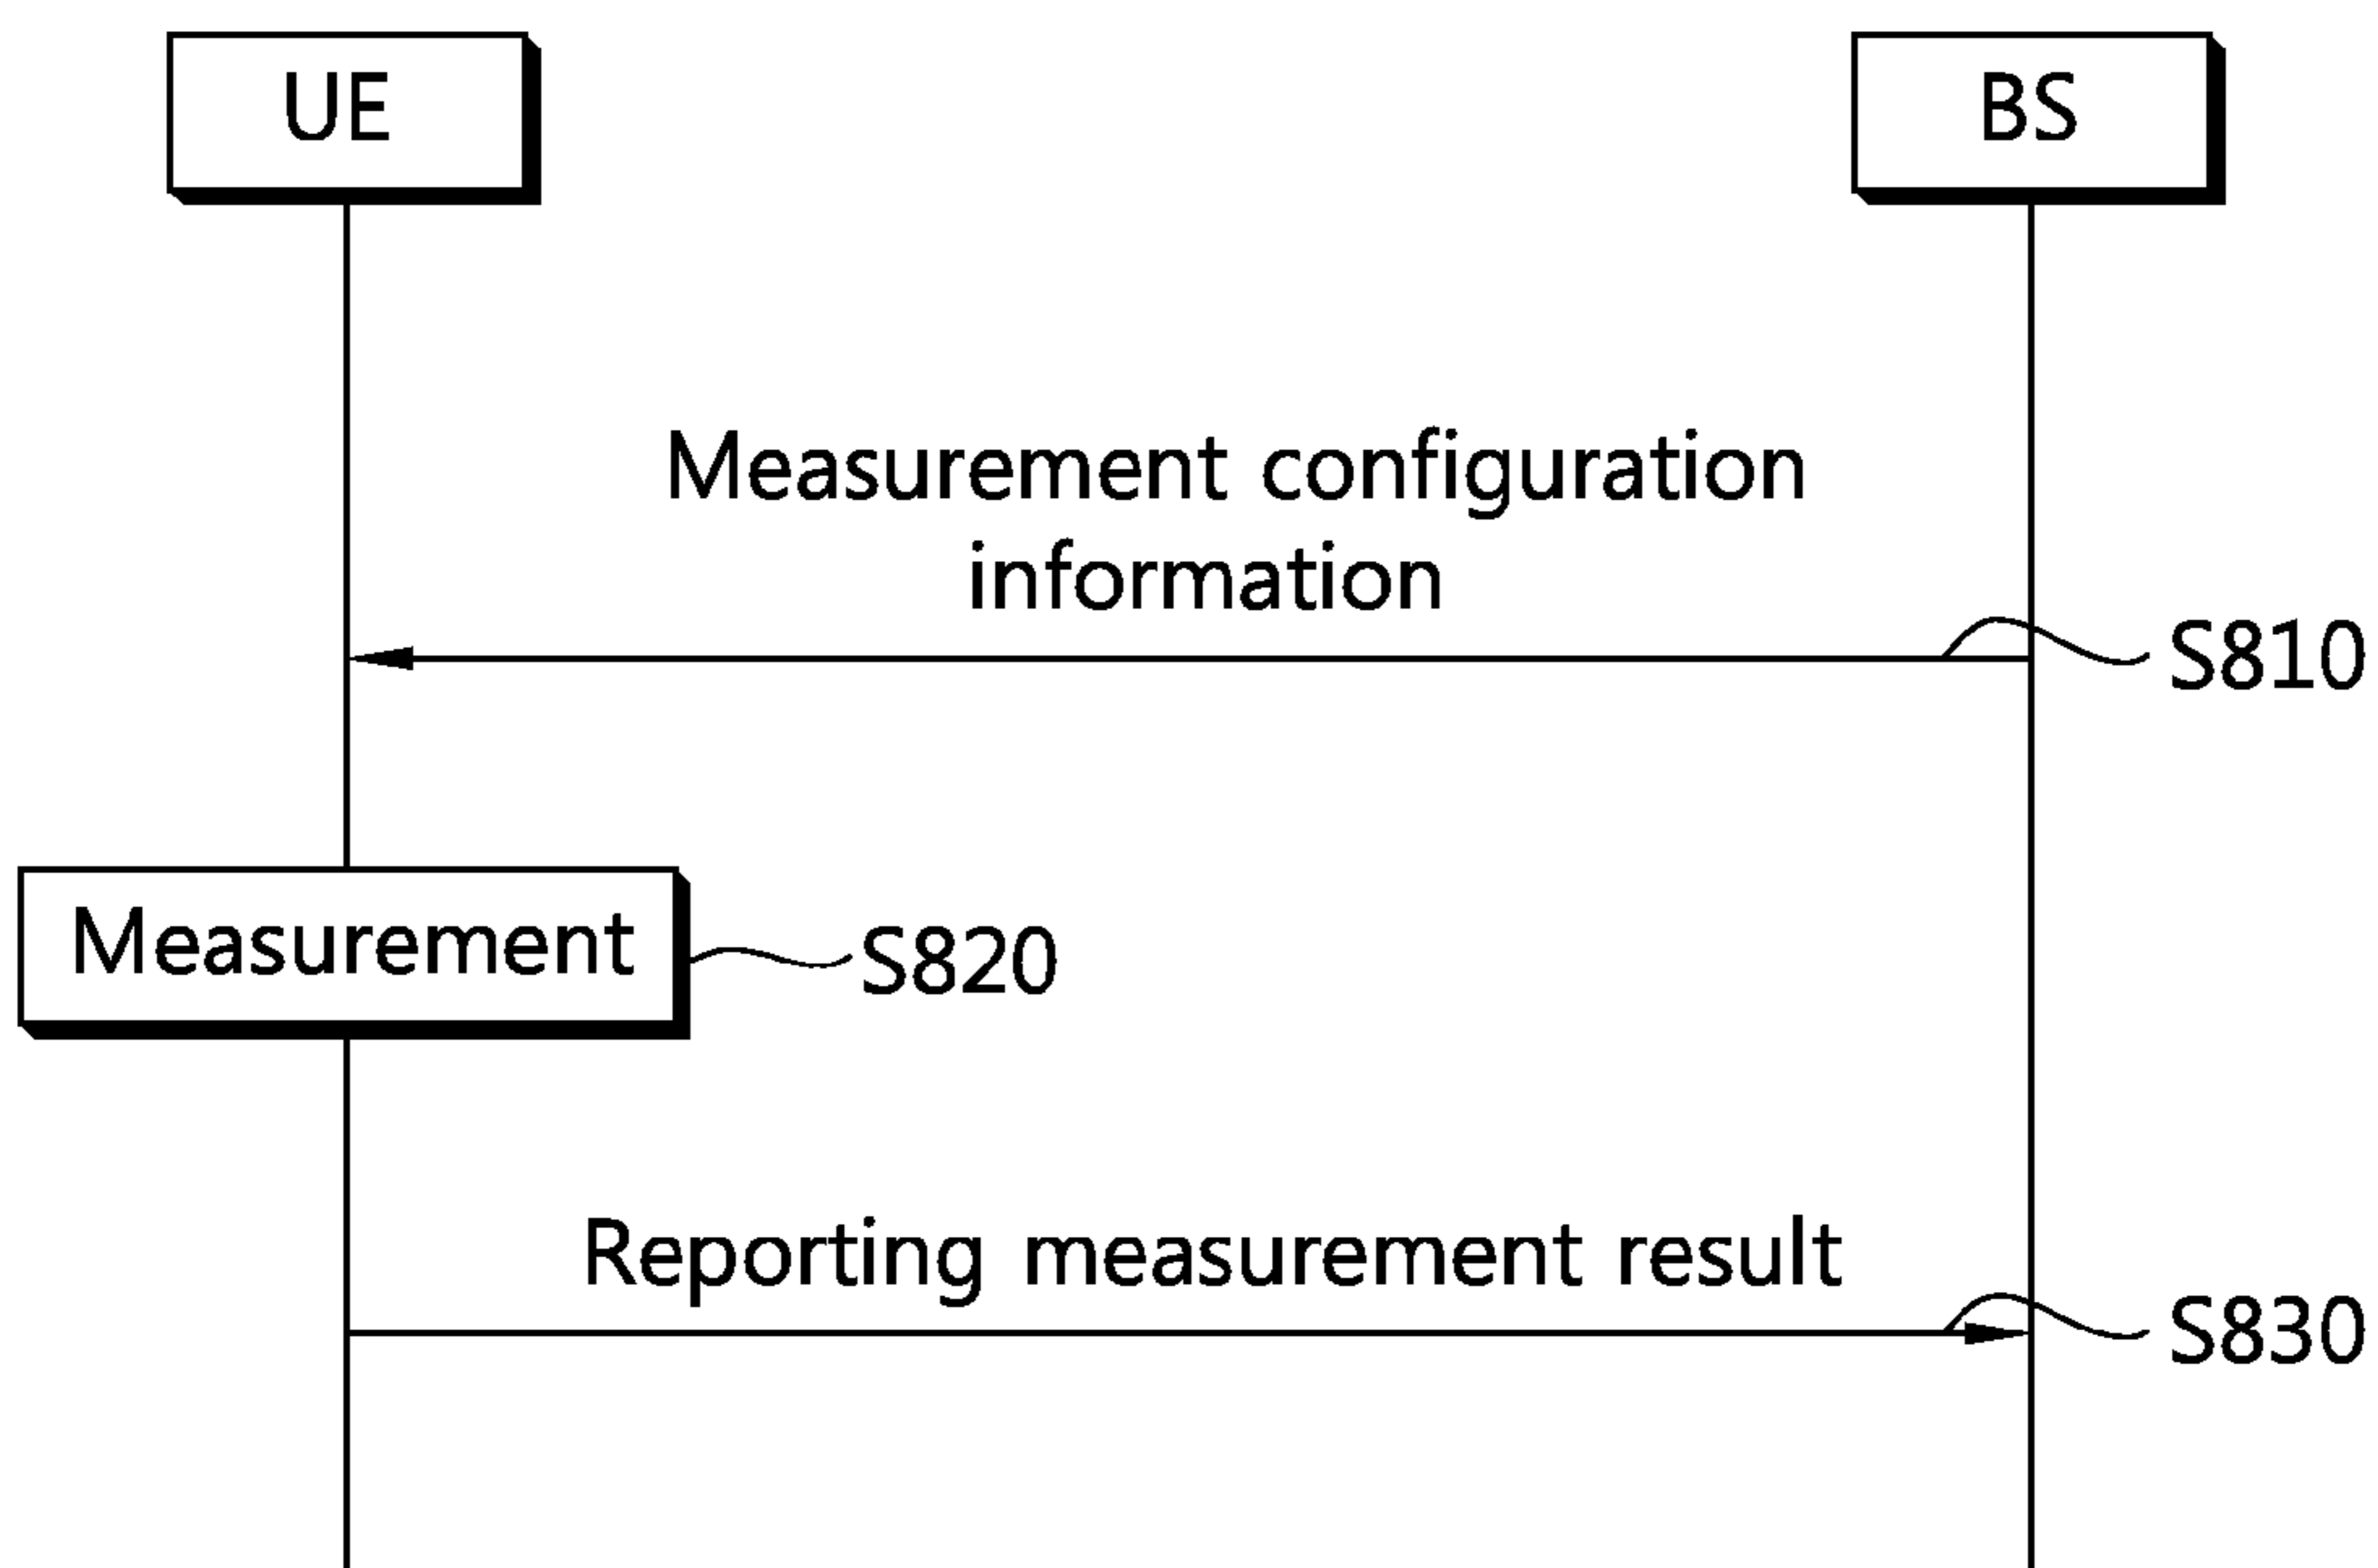 UE
BS
Measurement configuration
information
S810
Measurement
S820
Reporting measurement result
S830